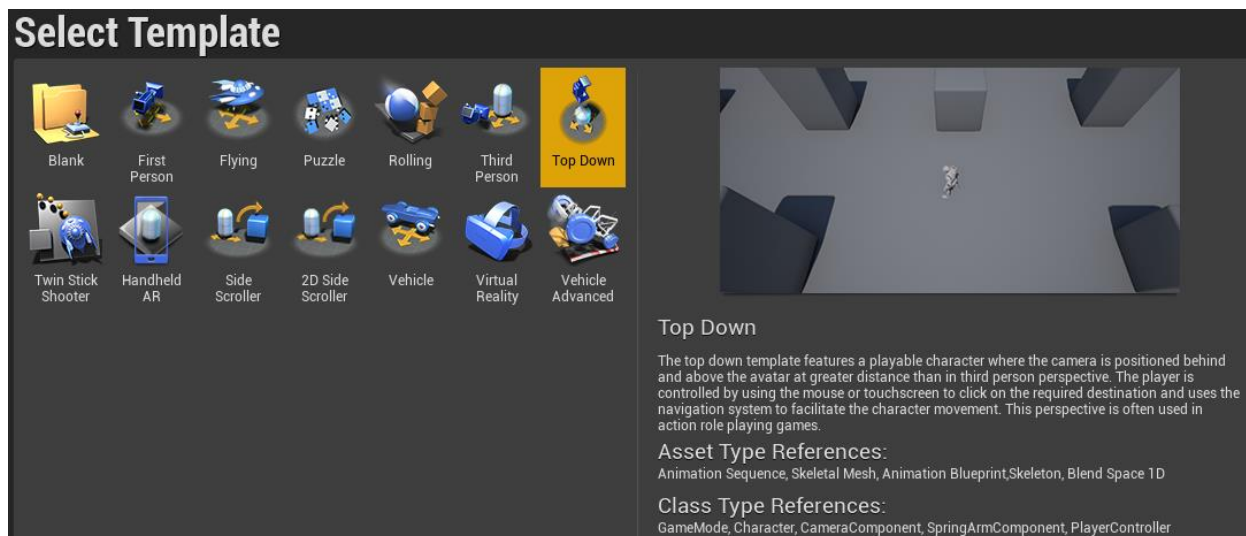 Select Template
Blank
First
Person
Flying
Puzzle
Rolling
Third
Person
Top Down
Twin Stick
Shooter
Handheld
AR
Side
Scroller
2D Side
Scroller
Vehicle
Virtual
Reality
Vehicle
Advanced
Top Down
The top down template features a playable character where the camera is positioned behind
and above the avatar at greater distance than in third person perspective. The player is
controlled by using the mouse or touchscreen to click on the required destination and uses the
navigation system to facilitate the character movement. This perspective is often used in
action role playing games.
Asset Type References:
Animation Sequence, Skeletal Mesh, Animation Blueprint,Skeleton, Blend Space 1D
Class Type References:
GameMode, Character, CameraComponent, SpringArmComponent, PlayerController